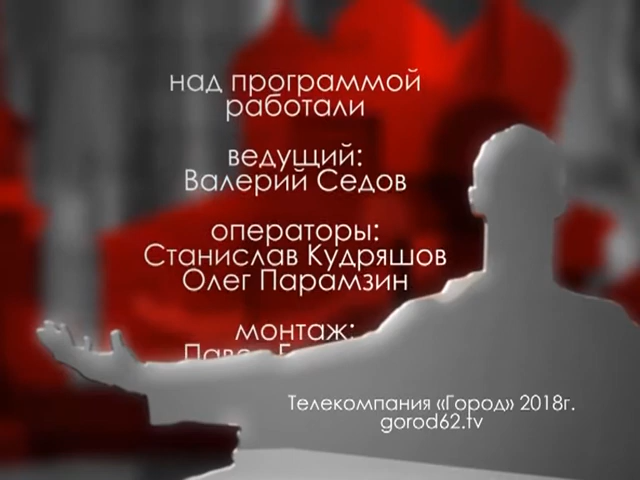 над программой
работали
ведущий:
Валерий Седов
операторы:
Станислав Кудряшов
Олег Парамзин
монтаж:
Телекомпания «Город» 2018г.
gorod62.tv